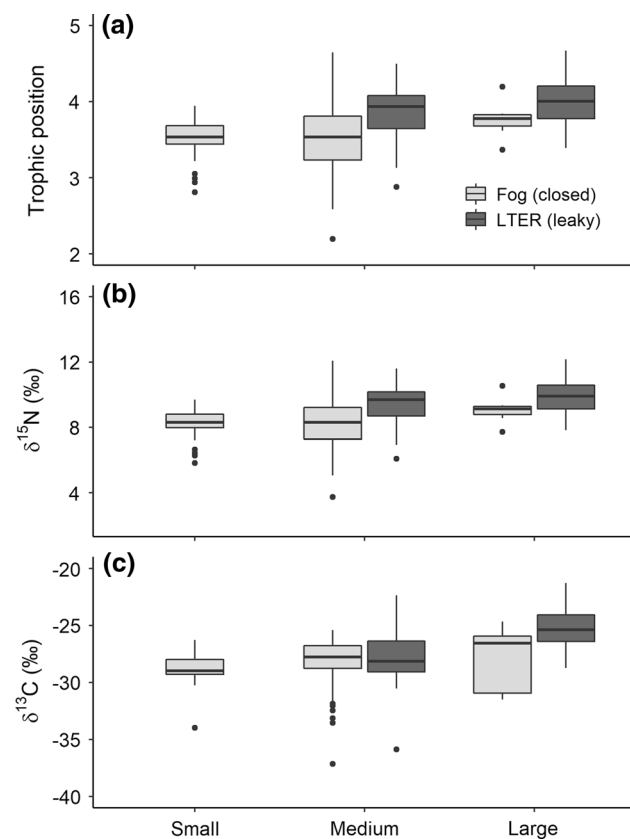 (a)
Trophic position
5
4
3
2
Fog (closed)
LTER (leaky)
(b)
δ¹⁵N (‰)
16
12
8
4
(c)
δ¹³C (‰)
-20
-25
-30
-35
-40
Small Medium Large